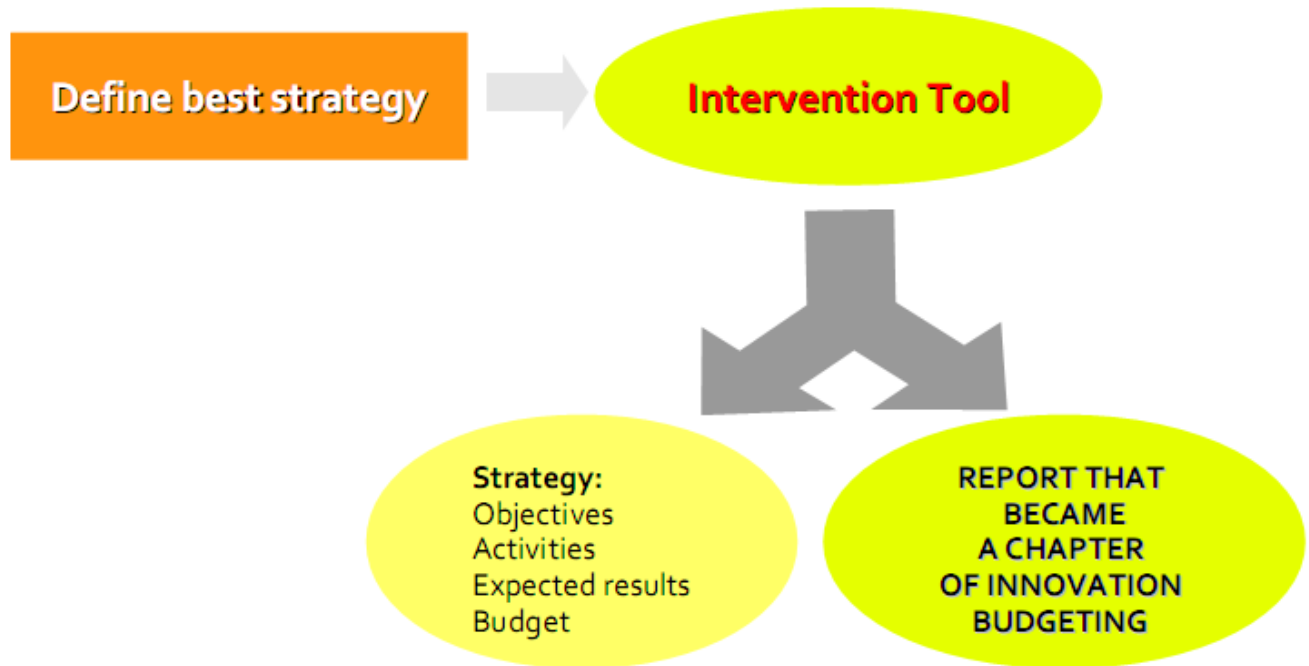 Define best strategy
Intervention Tool
Strategy:
Objectives
Activities
Expected results
Budget
REPORT THAT
BECAME
A CHAPTER
OF INNOVATION
BUDGETING